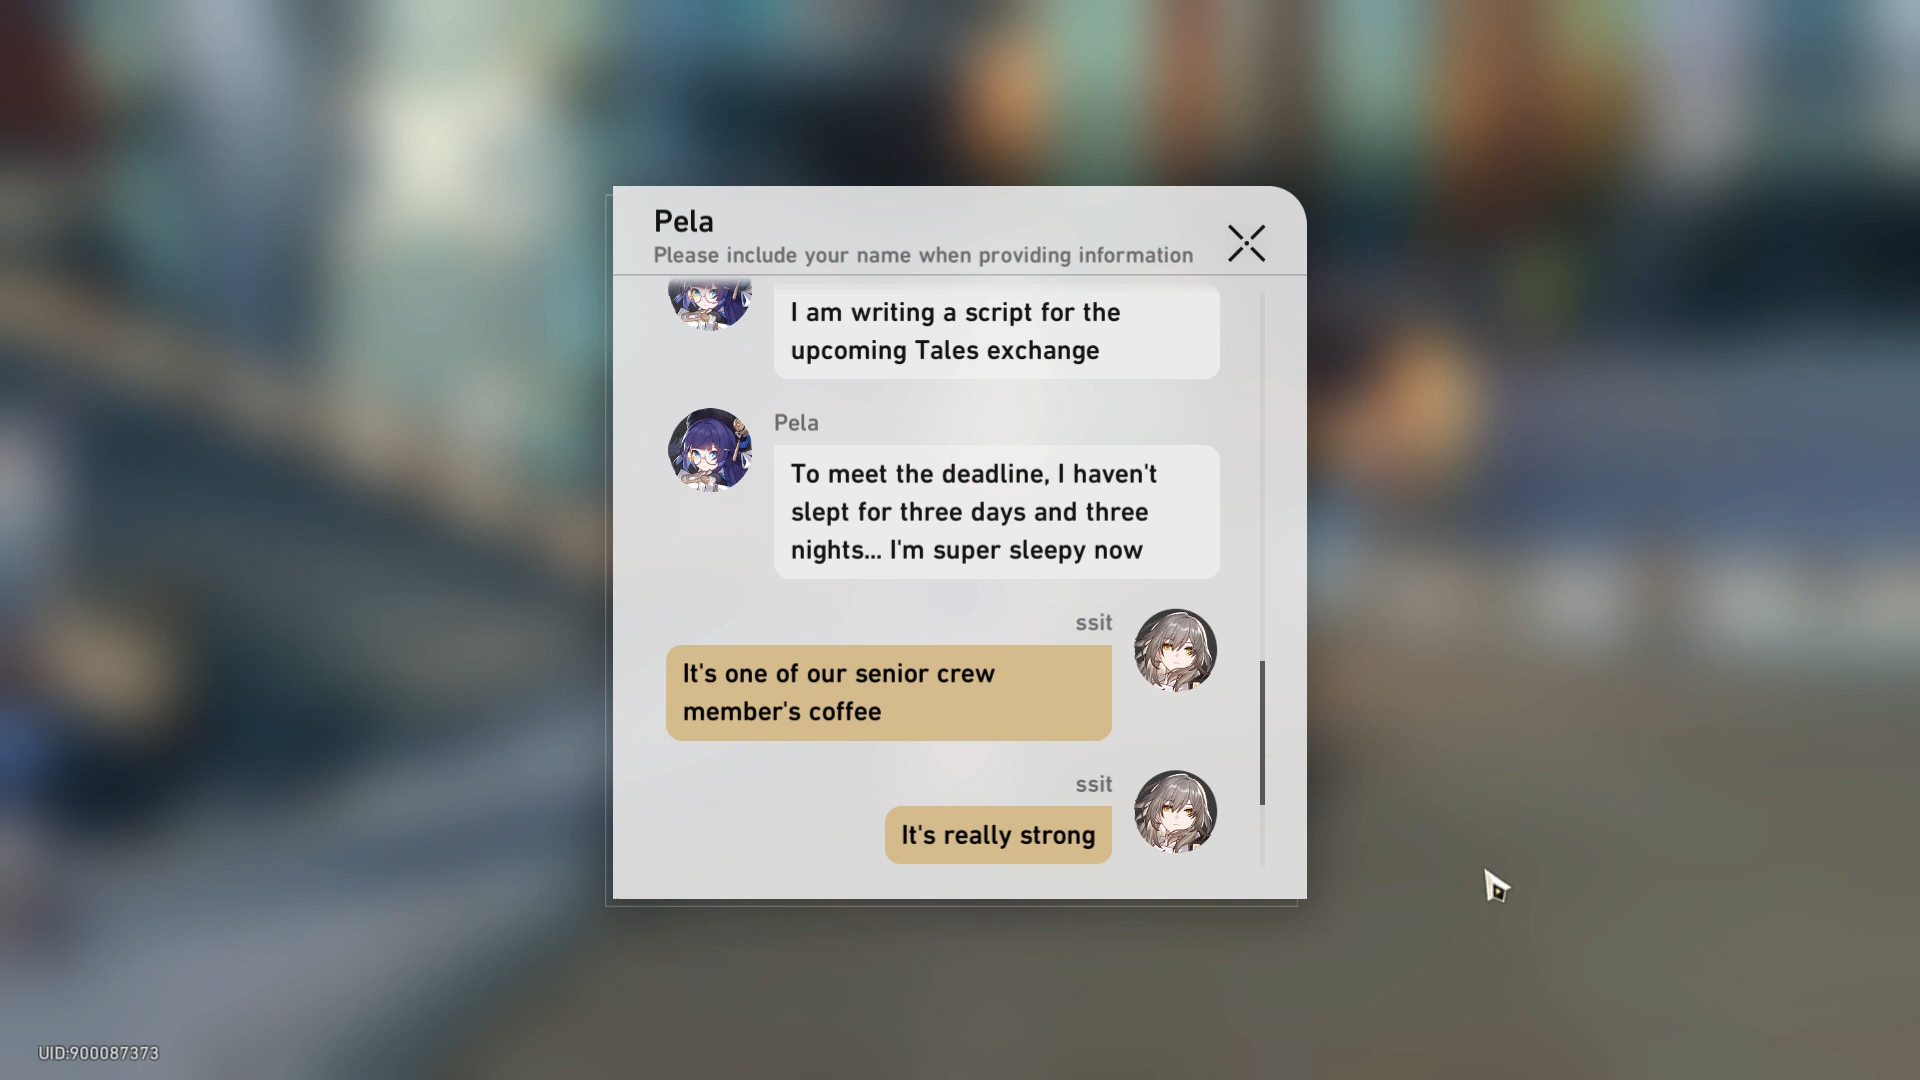 Pela
Please include your name when providing information
I am writing a script for the
upcoming Tales exchange
Pela
To meet the deadline, I haven't
slept for three days and three
nights... I'm super sleepy now
ssit
It's one of our senior crew
member's coffee
ssit
It's really strong
UID:900087373